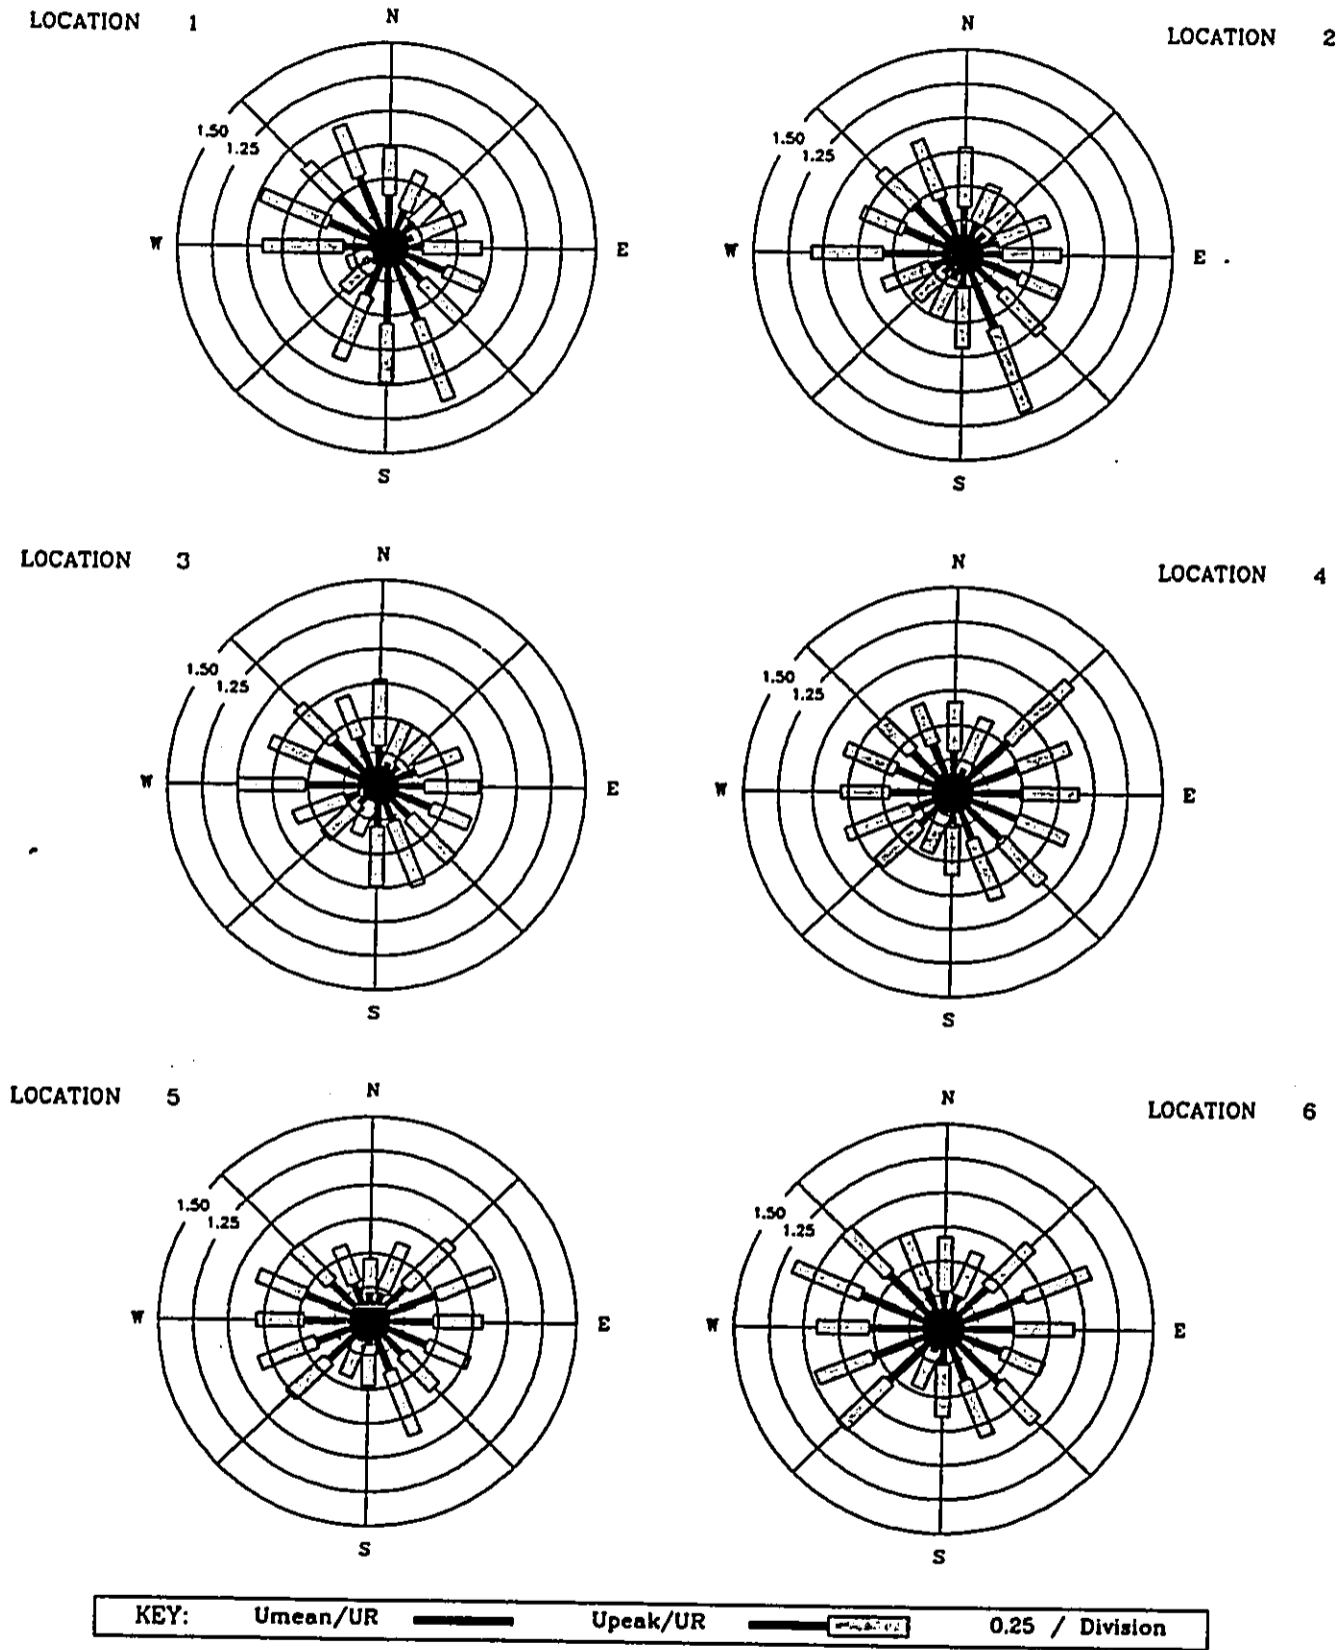 LOCATION 1
N
1.50
1.25
W
E
S
LOCATION 2
N
1.50
1.25
W
E
S
LOCATION 3
N
1.50
1.25
W
E
S
LOCATION 4
N
1.50
1.25
W
E
S
LOCATION 5
N
1.50
1.25
W
E
S
LOCATION 6
N
1.50
1.25
W
E
S
KEY: Umean/UR Upeak/UR 0.25 / Division